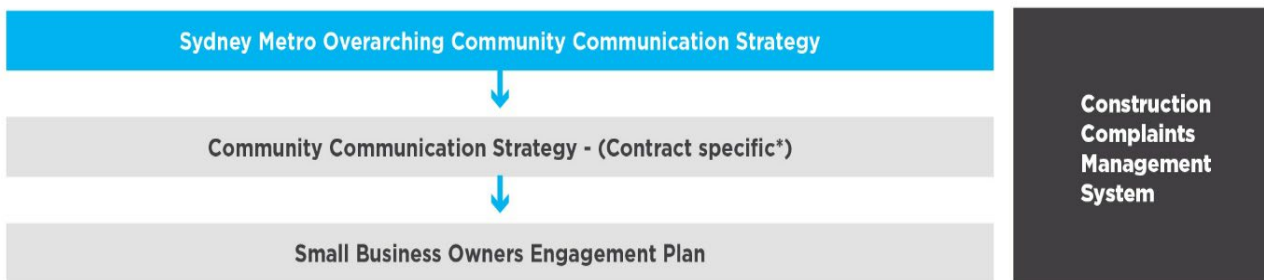 Sydney Metro Overarching Community Communication Strategy
Community Communication Strategy - (Contract specific*)
Small Business Owners Engagement Plan
Construction
Complaints
Management
System